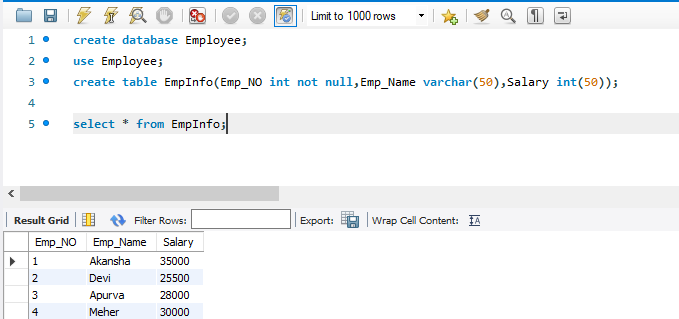 Limit to 1000 rows
1 create database Employee;
2 use Employee;
3 create table EmpInfo(Emp_NO int not null,Emp_Name varchar(50),Salary int(50));
4
5 select * from EmpInfo;
Result Grid Filter Rows: Export: Wrap Cell Content: IA
Emp_NO Emp_Name Salary
1 Akansha 35000
2 Devi 25500
3 Apurva 28000
4 Meher 30000